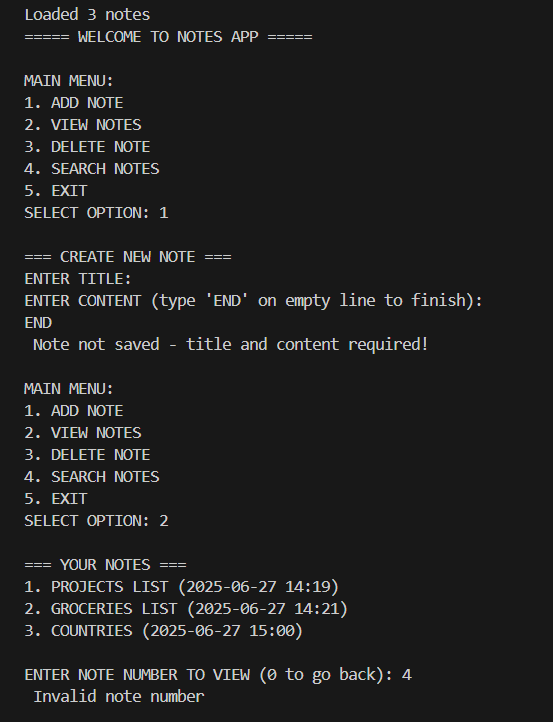 Loaded 3 notes
===== WELCOME TO NOTES APP =====
MAIN MENU:
1. ADD NOTE
2. VIEW NOTES
3. DELETE NOTE
4. SEARCH NOTES
5. EXIT
SELECT OPTION: 1
=== CREATE NEW NOTE ===
ENTER TITLE:
ENTER CONTENT (type 'END' on empty line to finish):
END
Note not saved - title and content required!
MAIN MENU:
1. ADD NOTE
2. VIEW NOTES
3. DELETE NOTE
4. SEARCH NOTES
5. EXIT
SELECT OPTION: 2
=== YOUR NOTES ===
1. PROJECTS LIST (2025-06-27 14:19)
2. GROCERIES LIST (2025-06-27 14:21)
3. COUNTRIES (2025-06-27 15:00)
ENTER NOTE NUMBER TO VIEW (0 to go back): 4
Invalid note number